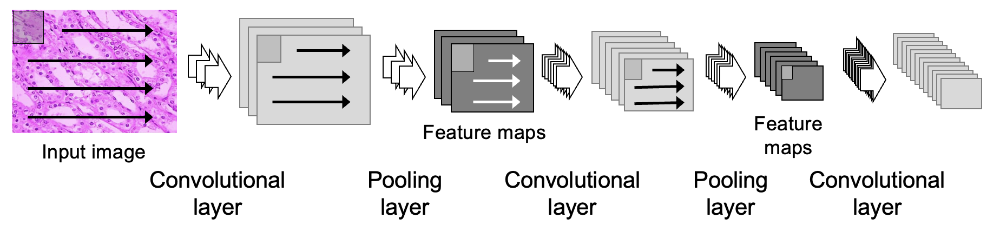 Input image
Feature maps
Feature
maps
Convolutional
layer
Pooling
layer
Convolutional
layer
Pooling
layer
Convolutional
layer